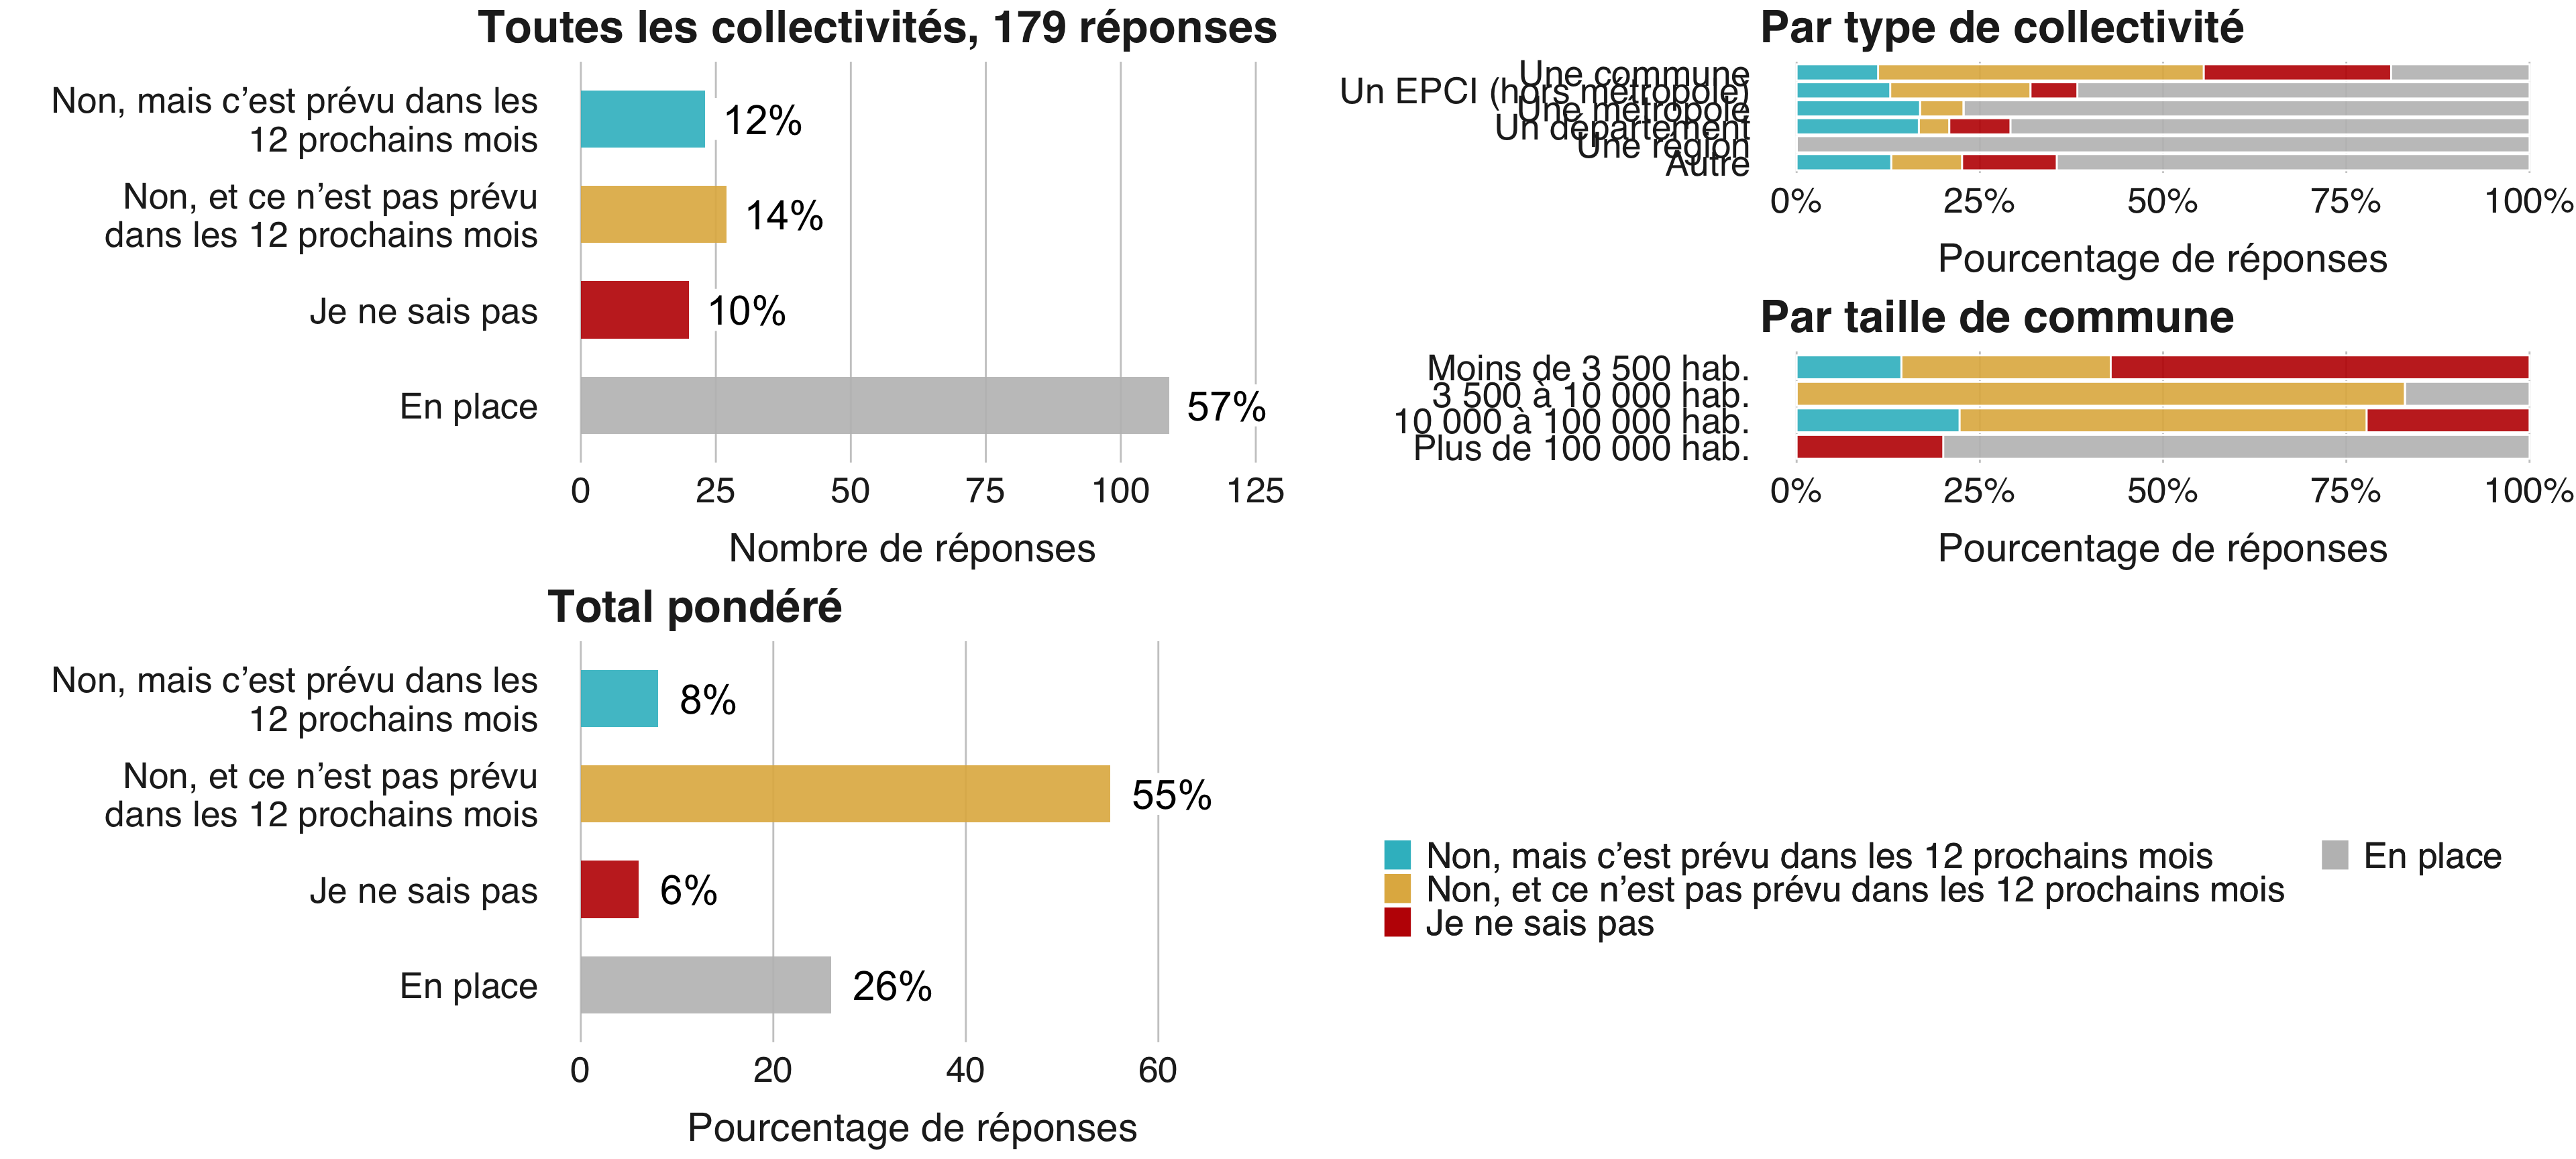 Toutes les collectivités, 179 réponses
Non, mais c’est prévu dans les
12 prochains mois
12%
Non, et ce n’est pas prévu
dans les 12 prochains mois
14%
Je ne sais pas
10%
En place
57%
0 25 50 75 100 125
Nombre de réponses
Par type de collectivité
Une commune
Un EPCI (hors métropole)
Une métropole
Un département
Une région
Autre
0% 25% 50% 75% 100%
Pourcentage de réponses
Par taille de commune
Moins de 3 500 hab.
3 500 à 10 000 hab.
10 000 à 100 000 hab.
Plus de 100 000 hab.
0% 25% 50% 75% 100%
Pourcentage de réponses
Total pondéré
Non, mais c’est prévu dans les
12 prochains mois
8%
Non, et ce n’est pas prévu
dans les 12 prochains mois
55%
Je ne sais pas
6%
En place
26%
0 20 40 60
Pourcentage de réponses
Non, mais c’est prévu dans les 12 prochains mois
Non, et ce n’est pas prévu dans les 12 prochains mois
Je ne sais pas
En place